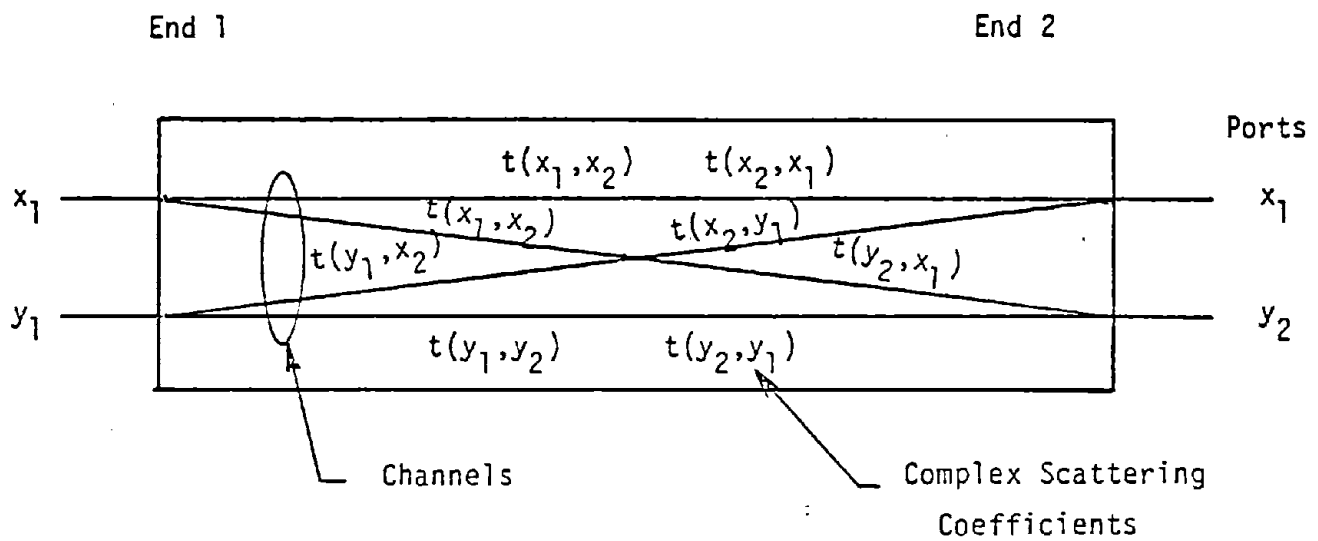 End 1
End 2
Ports
t(x₁,x₂) t(x₂,x₁)
x₁
x₁
t(x₁,x₂)
t(x₂,y₁)
t(y₁,x₂)
t(y₂,x₁)
y₁
y₂
t(y₁,y₂)
t(y₂,y₁)
Channels
Complex Scattering
Coefficients